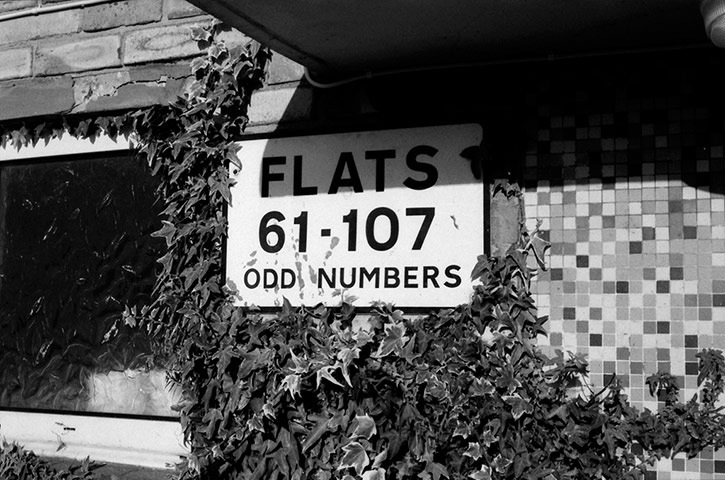 FLATS
61-107
ODD NUMBERS